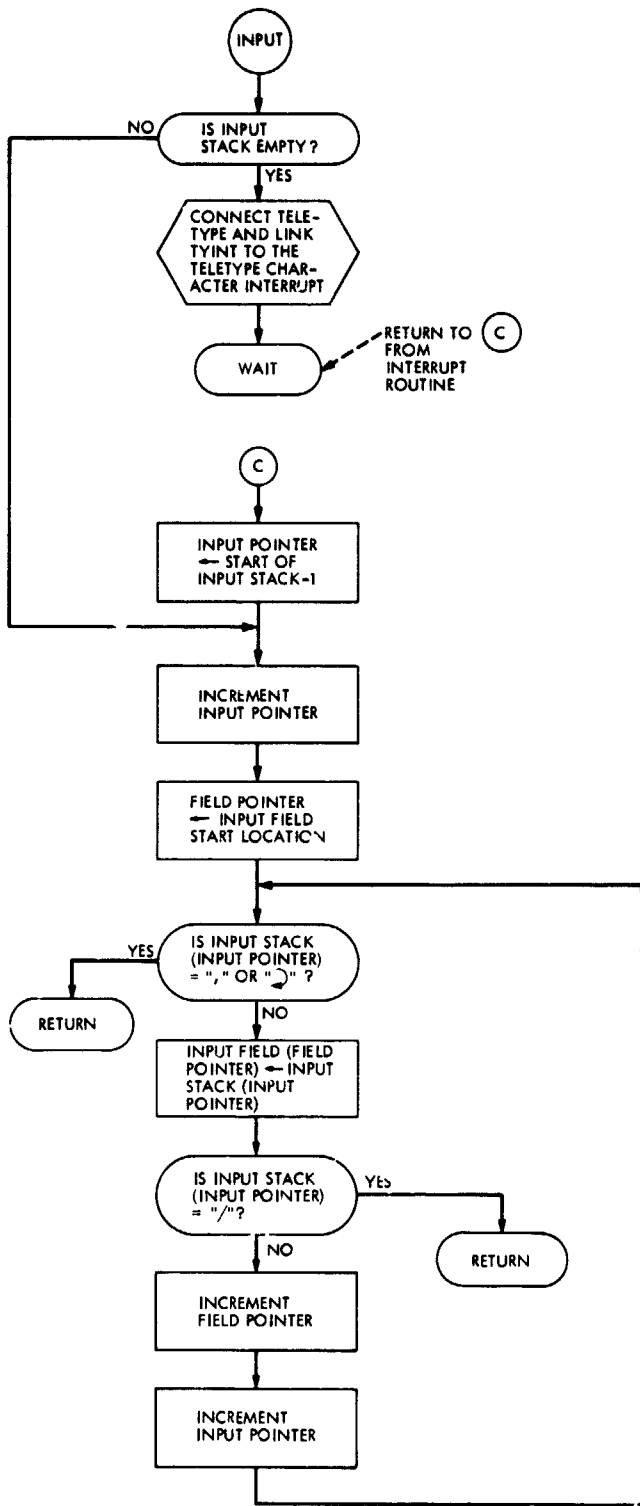 INPUT
NO
IS INPUT
STACK EMPTY?
YES
CONNECT TELE-
TYPE AND LINK
TYINT TO THE
TELETYPE CHAR-
ACTER INTERRUPT
WAIT
RETURN TO C
FROM
INTERRUPT
ROUTINE
C
INPUT POINTER
← START OF
INPUT STACK-1
INCREMENT
INPUT POINTER
FIELD POINTER
← INPUT FIELD
START LOCATION
YES
IS INPUT STACK
(INPUT POINTER)
= "," OR "⤶" ?
RETURN
NO
INPUT FIELD (FIELD
POINTER) ← INPUT
STACK (INPUT
POINTER)
IS INPUT STACK
(INPUT POINTER)
= "/"?
YES
RETURN
NO
INCREMENT
FIELD POINTER
INCREMENT
INPUT POINTER